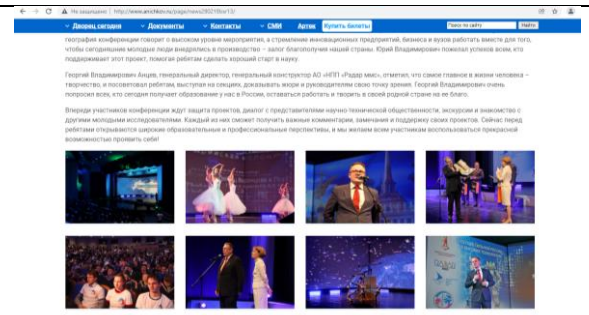 Не защищено | http://www.anichkov.ru/page/news280219lider13/
Дворец сегодня Документы Контакты СМИ Артек Купить билеты Поиск по сайту Найти
география конференции говорит о высоком уровне мероприятия, а стремлении инновационных предприятий, бизнеса и вузов работать вместе для того,
чтобы сегодняшние молодые люди внедрялись в производство – залог благополучия нашей страны. Юрий Владимирович пожелал успехов всем, кто
поддерживает этот проект, помогая ребятам сделать хороший старт в науку.
Георгий Владимирович Анцев, генеральный директор, генеральный конструктор АО «НПП «Радар ммс», отметил, что самое главное в жизни человека –
творчество, и посоветовал ребятам, выступая на секциях, доказывать жюри и руководителям свою точку зрения. Георгий Владимирович очень
попросил всех, кто сегодня получает образование у нас в России, оставаться работать и творить в своей родной стране на ее благо.
Впереди участников конференции ждут защита проектов, диалог с представителями научно-технической общественности, экскурсии и знакомство с
другими молодыми исследователями. Каждый из них сможет получить важные комментарии, замечания и поддержку своих проектов. Сейчас перед
ребятами открываются широкие образовательные и профессиональные перспективы, и мы желаем всем участникам воспользоваться прекрасной
возможностью проявить себя!